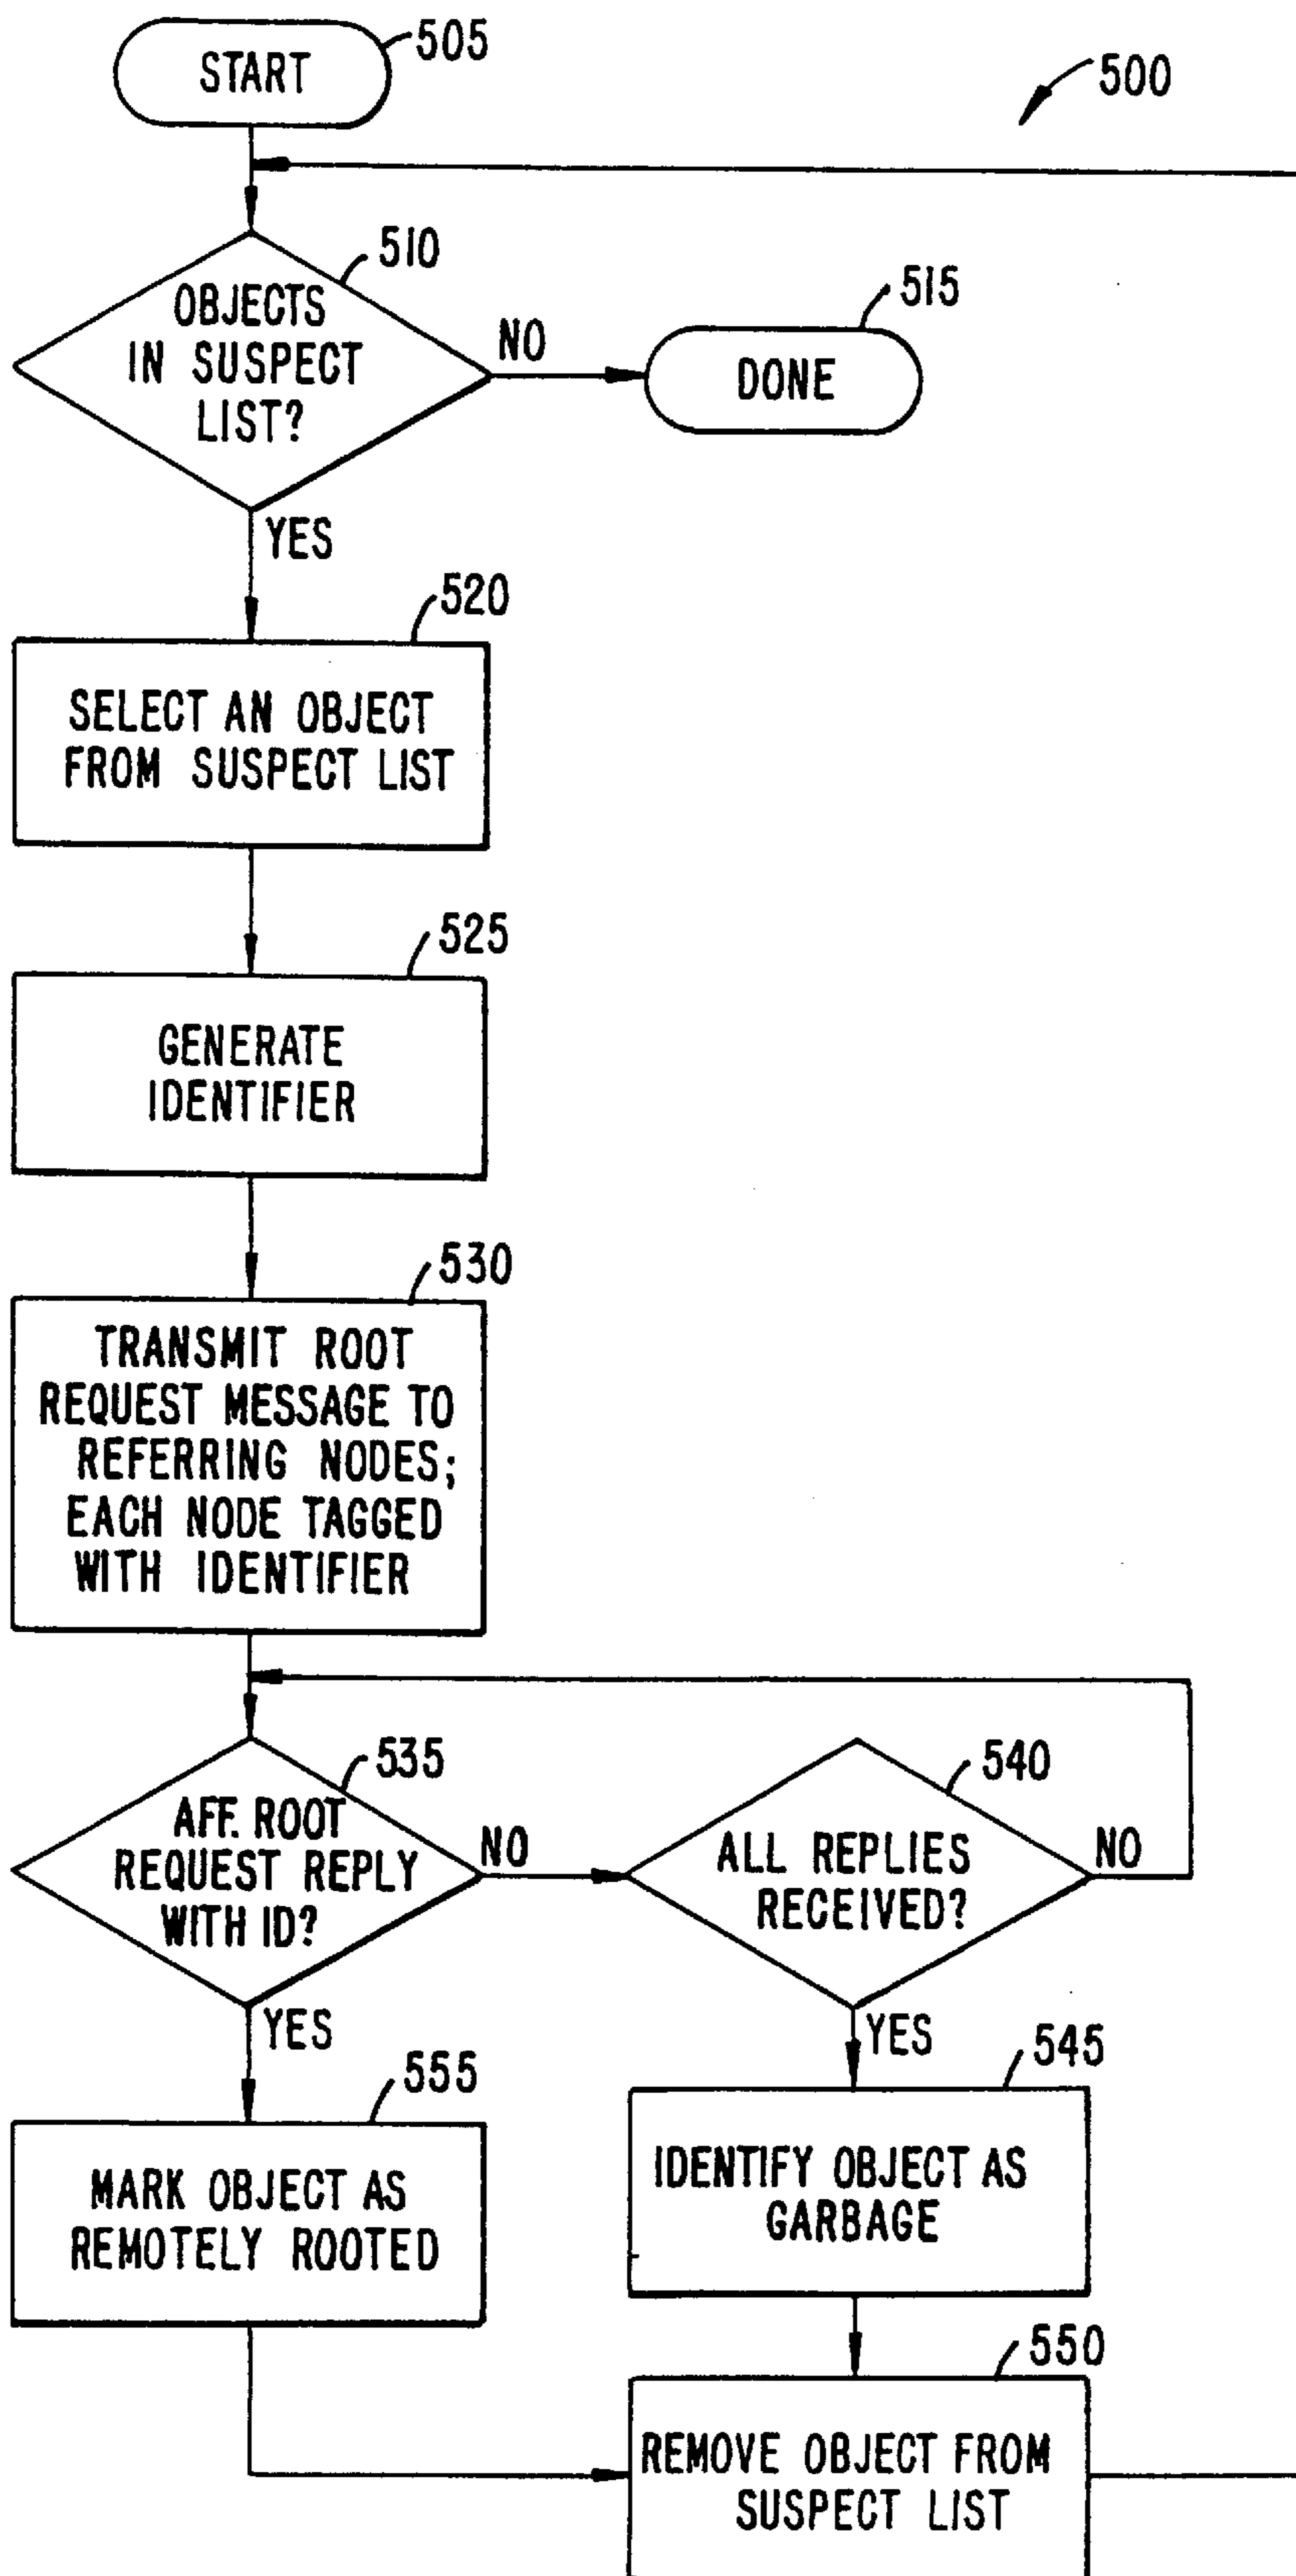 START
505
500
510
OBJECTS
IN SUSPECT
LIST?
NO
515
DONE
YES
520
SELECT AN OBJECT
FROM SUSPECT LIST
525
GENERATE
IDENTIFIER
530
TRANSMIT ROOT
REQUEST MESSAGE TO
REFERRING NODES;
EACH NODE TAGGED
WITH IDENTIFIER
535
AFF. ROOT
REQUEST REPLY
WITH ID?
NO
540
ALL REPLIES
RECEIVED?
NO
YES
YES
555
MARK OBJECT AS
REMOTELY ROOTED
545
IDENTIFY OBJECT AS
GARBAGE
550
REMOVE OBJECT FROM
SUSPECT LIST